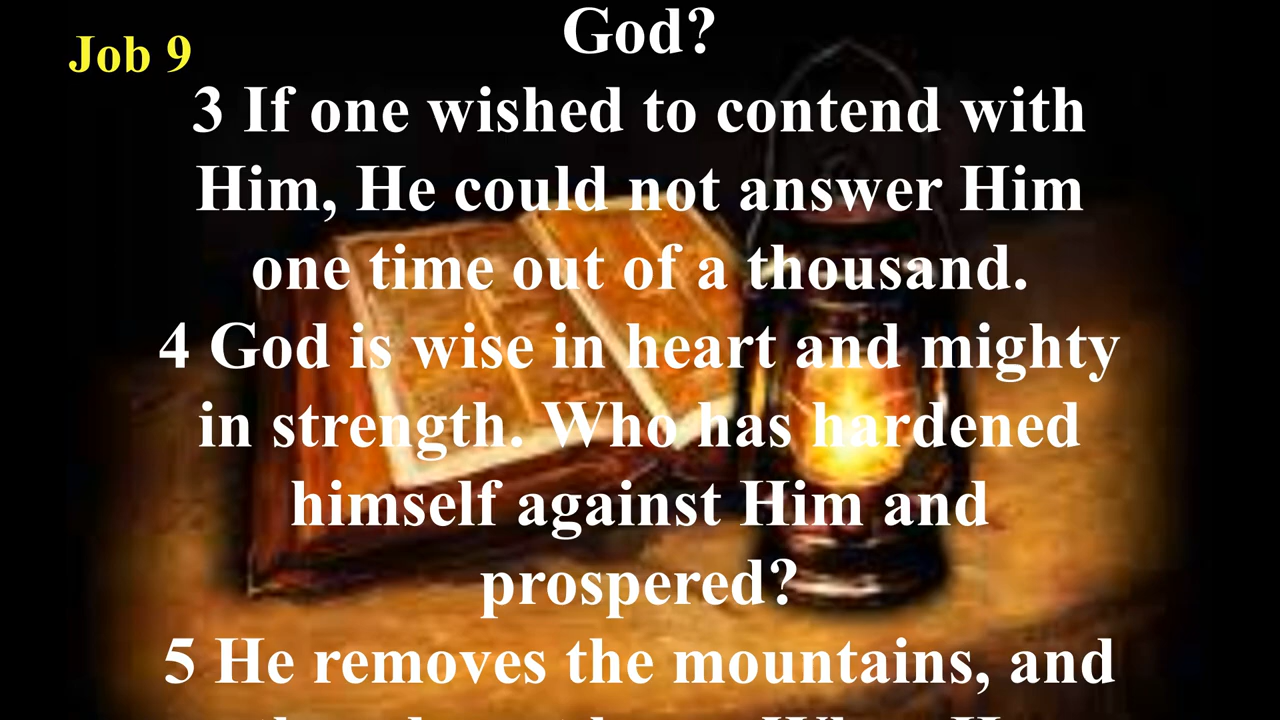 God?
Job 9
3 If one wished to contend with
Him, He could not answer Him
one time out of a thousand.
4 God is wise in heart and mighty
in strength. Who has hardened
himself against Him and
prospered?
5 He removes the mountains, and